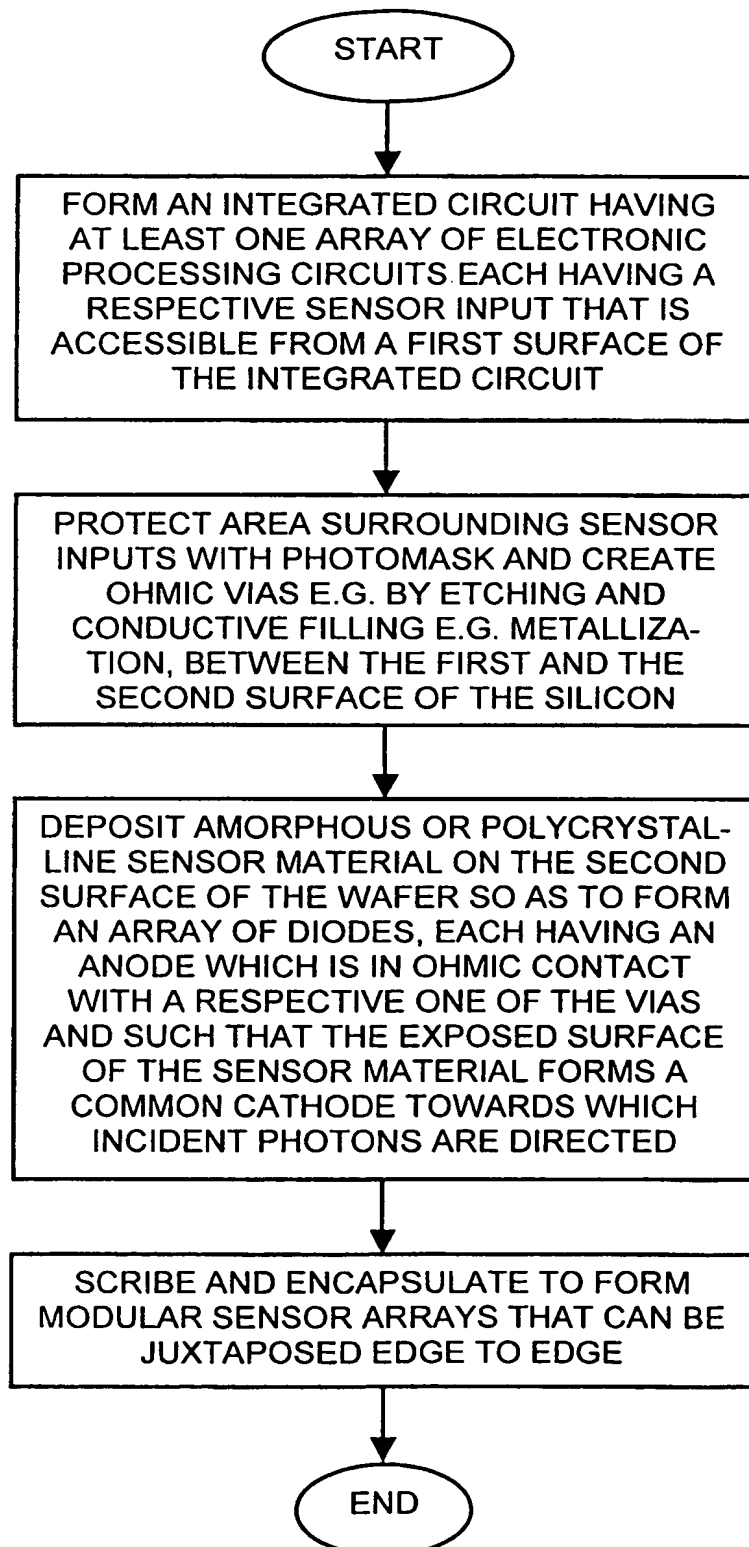 START
FORM AN INTEGRATED CIRCUIT HAVING
AT LEAST ONE ARRAY OF ELECTRONIC
PROCESSING CIRCUITS EACH HAVING A
RESPECTIVE SENSOR INPUT THAT IS
ACCESSIBLE FROM A FIRST SURFACE OF
THE INTEGRATED CIRCUIT
PROTECT AREA SURROUNDING SENSOR
INPUTS WITH PHOTOMASK AND CREATE
OHMIC VIAS E.G. BY ETCHING AND
CONDUCTIVE FILLING E.G. METALLIZA-
TION, BETWEEN THE FIRST AND THE
SECOND SURFACE OF THE SILICON
DEPOSIT AMORPHOUS OR POLYCRYSTAL-
LINE SENSOR MATERIAL ON THE SECOND
SURFACE OF THE WAFER SO AS TO FORM
AN ARRAY OF DIODES, EACH HAVING AN
ANODE WHICH IS IN OHMIC CONTACT
WITH A RESPECTIVE ONE OF THE VIAS
AND SUCH THAT THE EXPOSED SURFACE
OF THE SENSOR MATERIAL FORMS A
COMMON CATHODE TOWARDS WHICH
INCIDENT PHOTONS ARE DIRECTED
SCRIBE AND ENCAPSULATE TO FORM
MODULAR SENSOR ARRAYS THAT CAN BE
JUXTAPOSED EDGE TO EDGE
END